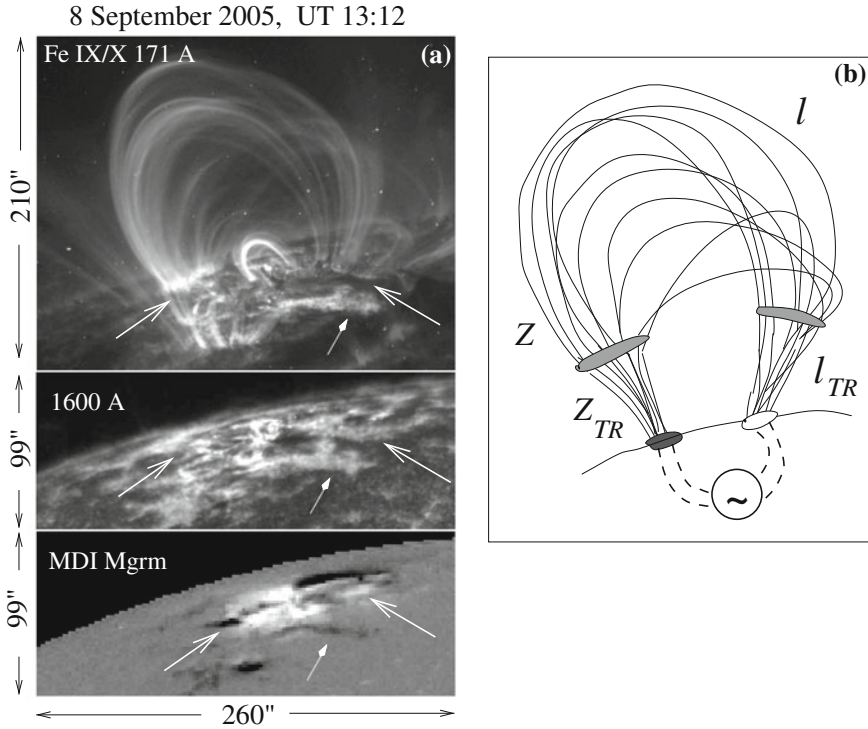 8 September 2005, UT 13:12
Fe IX/X 171 A
(a)
210"
1600 A
99"
MDI Mgrm
99"
260"
(b)
l
Z
l_TR
Z_TR
~